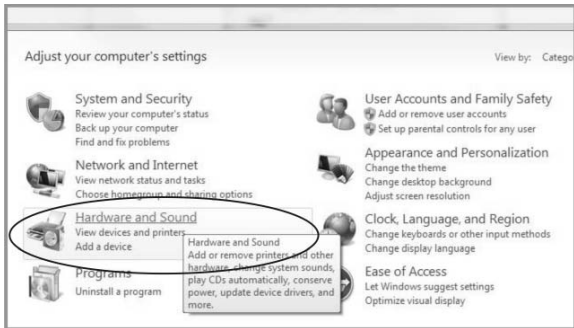 Adjust your computer's settings
View by: Catego
System and Security
Review your computer's status
Back up your computer
Find and fix problems
Network and Internet
View network status and tasks
Choose homegroup and sharing options
Hardware and Sound
View devices and printers
Add a device
Hardware and Sound
Add or remove printers and other
hardware, change system sounds,
play CDs automatically, conserve
power, update device drivers, and
more.
Programs
Uninstall a program
User Accounts and Family Safety
Add or remove user accounts
Set up parental controls for any user
Appearance and Personalization
Change the theme
Change desktop background
Adjust screen resolution
Clock, Language, and Region
Change keyboards or other input methods
Change display language
Ease of Access
Let Windows suggest settings
Optimize visual display